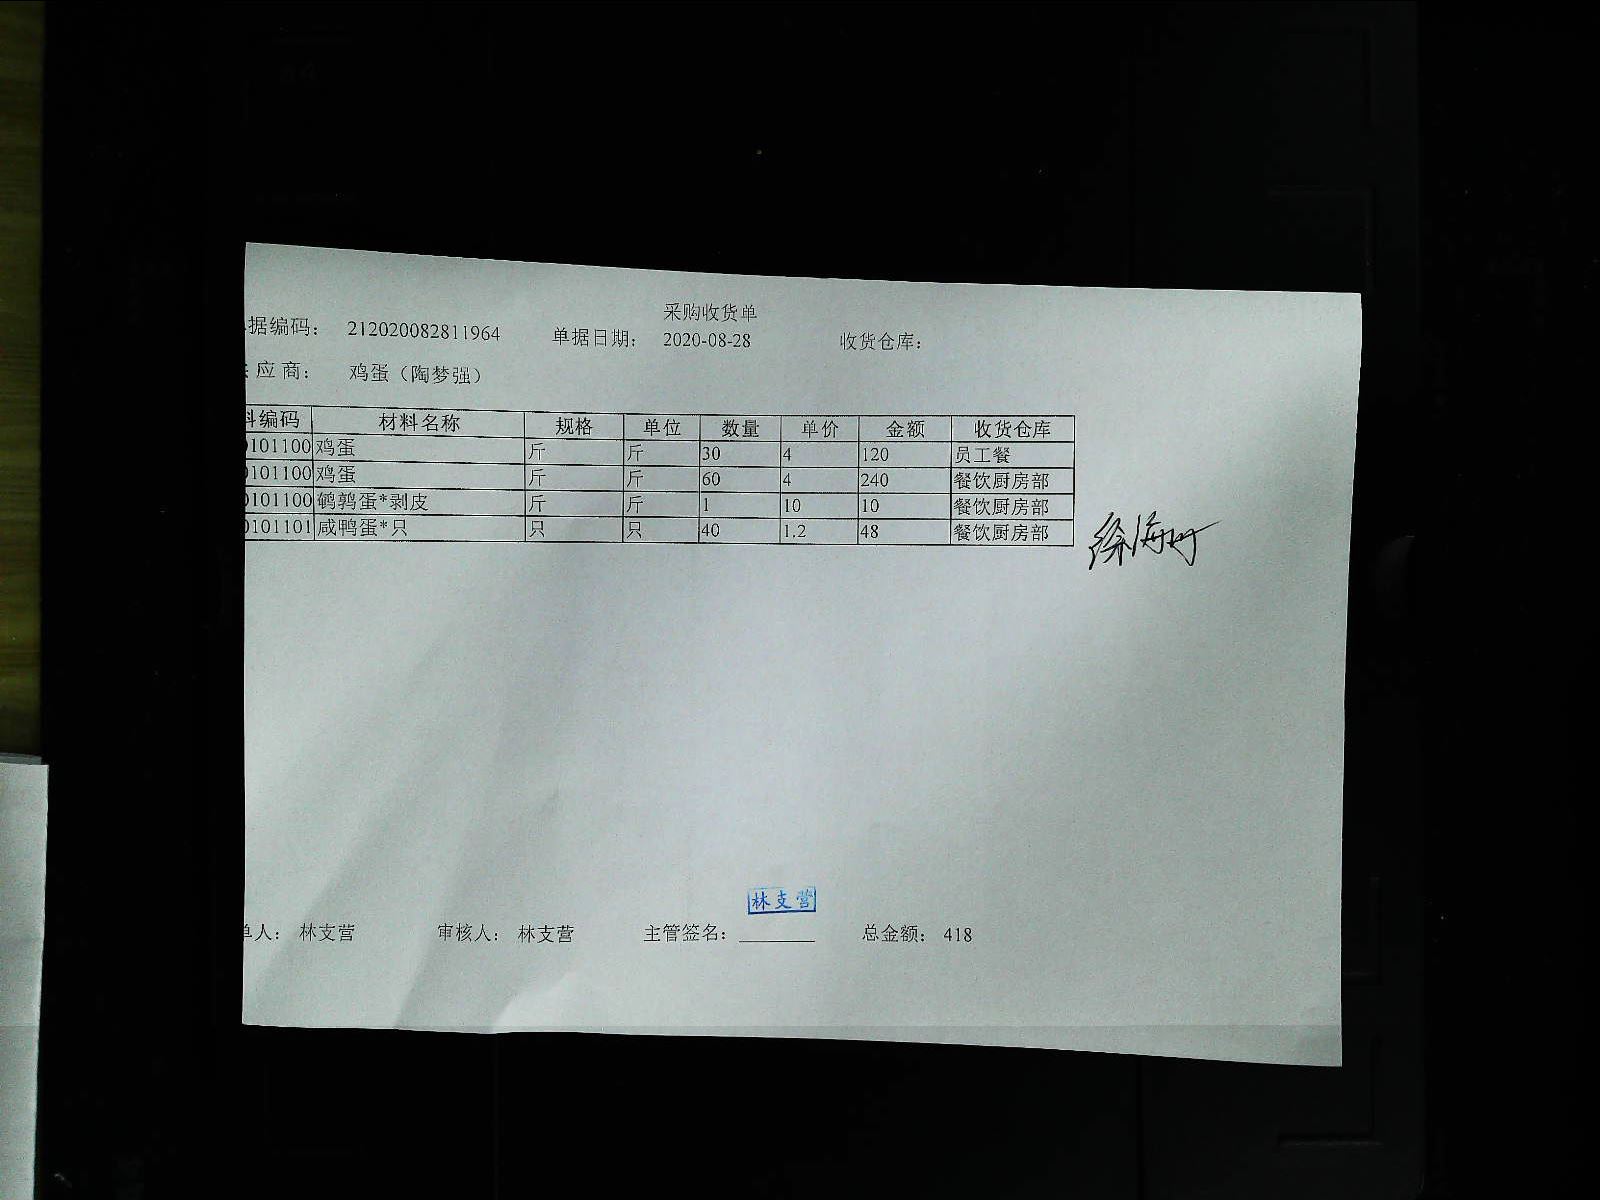 采购收货单
据编码： 212020082811964 单据日期： 2020-08-28 收货仓库：
应 商： 鸡蛋（陶梦强）
料编码 材料名称 规格 单位 数量 单价 金额 收货仓库
0101100 鸡蛋 斤 斤 30 4 120 员工餐
0101100 鸡蛋 斤 斤 60 4 240 餐饮厨房部
0101100 鹌鹑蛋*剥皮 斤 斤 1 10 10 餐饮厨房部
0101101 咸鸭蛋*只 只 只 40 1.2 48 餐饮厨房部
林支营
单人： 林支营 审核人： 林支营 主管签名：________ 总金额： 418